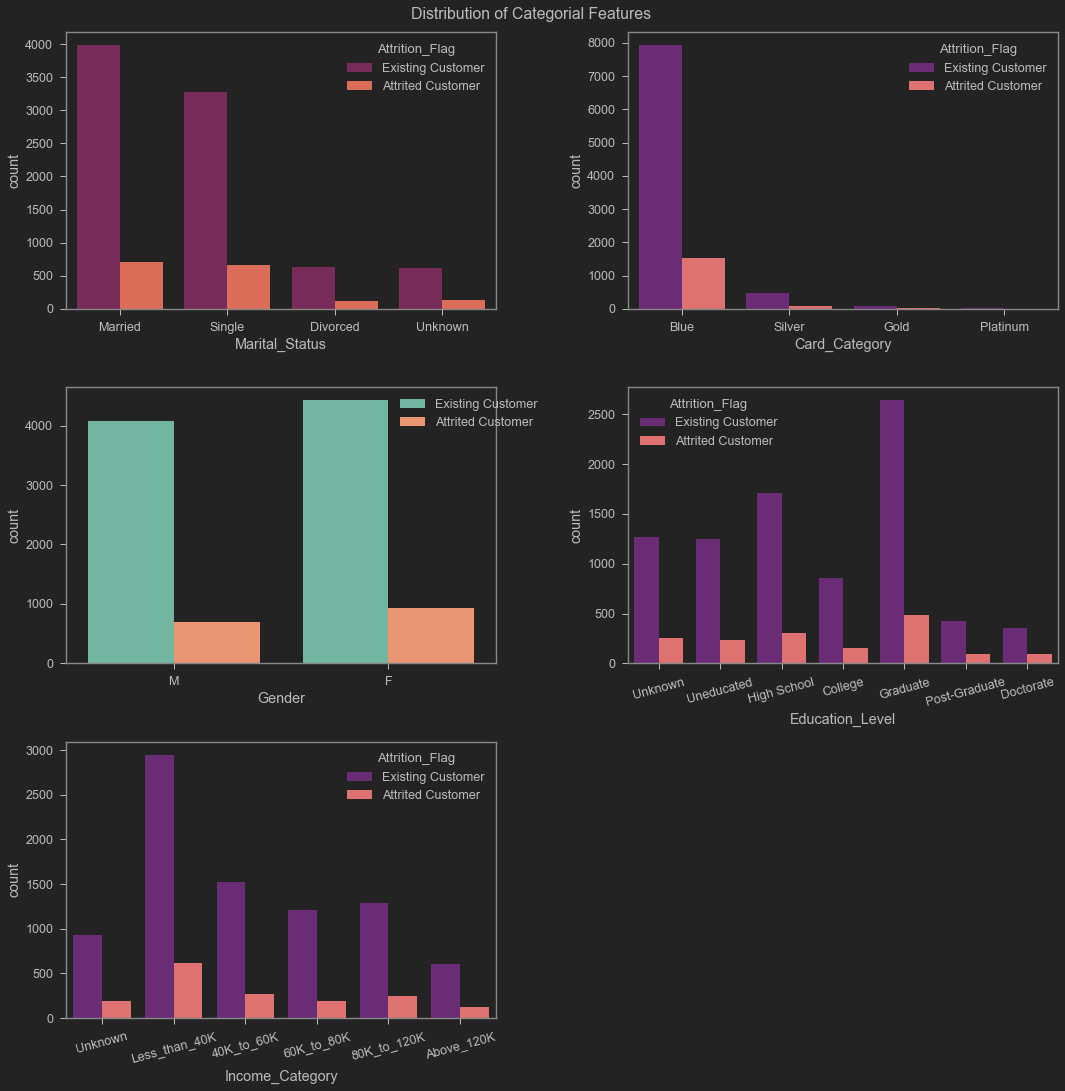 Distribution of Categorial Features
Attrition_Flag
Existing Customer
Attrited Customer
4000
3500
3000
2500
2000
1500
1000
500
0
count
Married Single Divorced Unknown
Marital_Status
Attrition_Flag
Existing Customer
Attrited Customer
8000
7000
6000
5000
4000
3000
2000
1000
0
count
Blue Silver Gold Platinum
Card_Category
Existing Customer
Attrited Customer
4000
3000
2000
1000
0
count
M F
Gender
Attrition_Flag
Existing Customer
Attrited Customer
2500
2000
1500
1000
500
0
count
Unknown Uneducated High School College Graduate Post-Graduate Doctorate
Education_Level
Attrition_Flag
Existing Customer
Attrited Customer
3000
2500
2000
1500
1000
500
0
count
Unknown Less_than_40K 40K_to_60K 60K_to_80K 80K_to_120K Above_120K
Income_Category